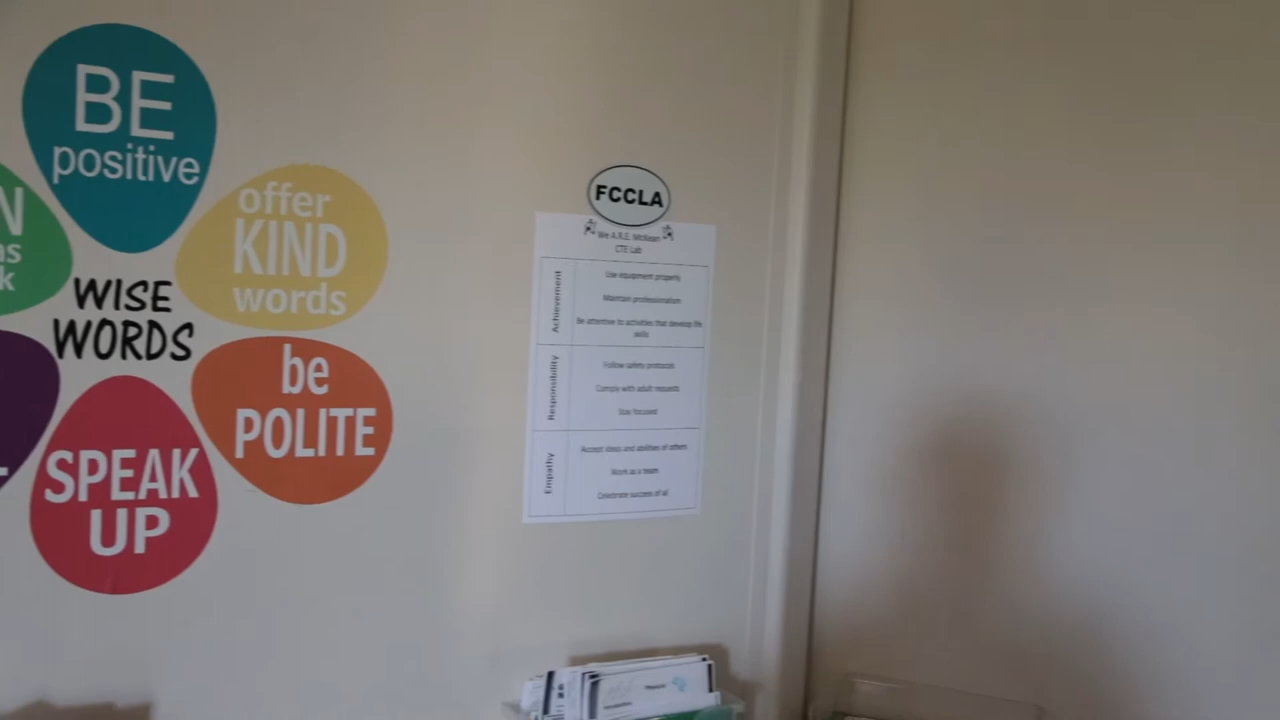 BE
positive
offer
KIND
words
N
k
WISE
WORDS
be
POLITE
SPEAK
UP
FCCLA
We A.R.E. McKean
CTE Lab
Achievement
Use equipment properly
Maintain professionalism
Be attentive to activities that develop life
skills
Responsibility
Follow safety protocols
Comply with adult requests
Stay focused
Empathy
Accept ideas and abilities of others
Work as a team
Celebrate success of all